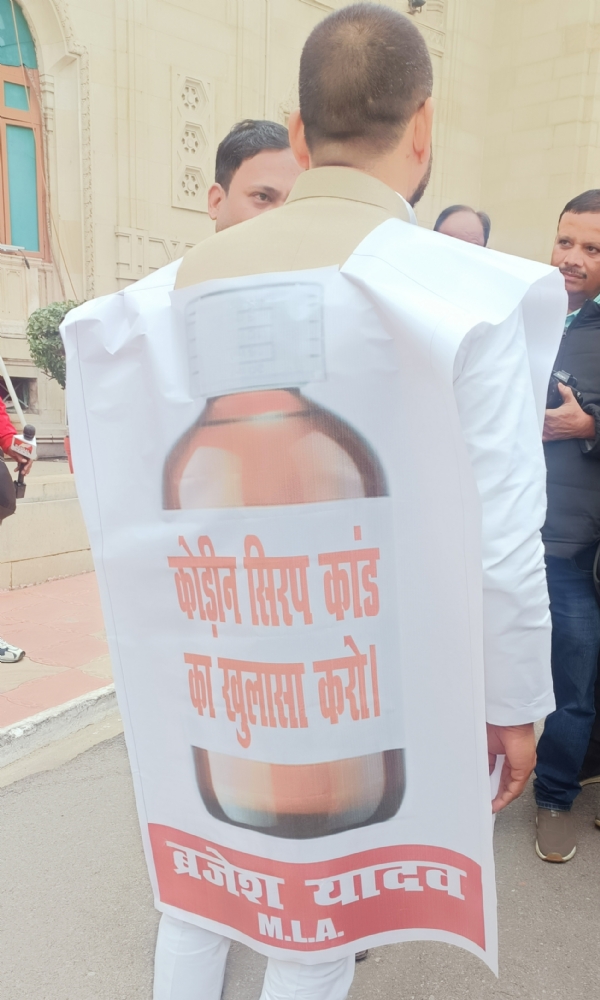 कोडीन सिरप कांड
का खुलासा करो।
ब्रजेश यादव
M.L.A.